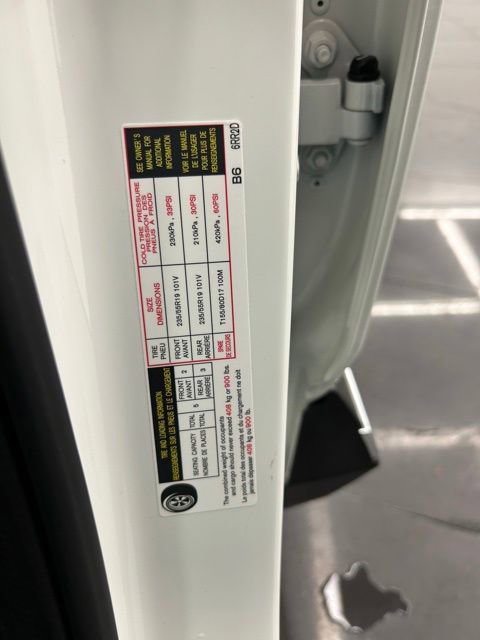 TIRE AND LOADING INFORMATION
RENSEIGNEMENTS SUR LES PNEUS ET LE CHARGEMENT
SEATING CAPACITY TOTAL 5 FRONT AVANT 2 REAR ARRIÈRE 3
NOMBRE DE PLACES TOTAL
The combined weight of occupants
and cargo should never exceed 408 kg or 900 lbs.
Le poids total des occupants et du chargement ne doit
jamais dépasser 408 kg ou 900 lb.
TIRE PNEU
SIZE DIMENSIONS
COLD TIRE PRESSURE
PRESSION DES
PNEUS À FROID
SEE OWNER'S
MANUAL FOR
ADDITIONAL
INFORMATION
FRONT AVANT 235/55R19 101V 230kPa , 33PSI
REAR ARRIÈRE 235/55R19 101V 210kPa , 30PSI
VOIR LE MANUEL
DE L'USAGER
POUR PLUS DE
RENSEIGNEMENTS
SPARE DE SECOURS T155/80D17 100M 420kPa , 60PSI
B6 6RR2D